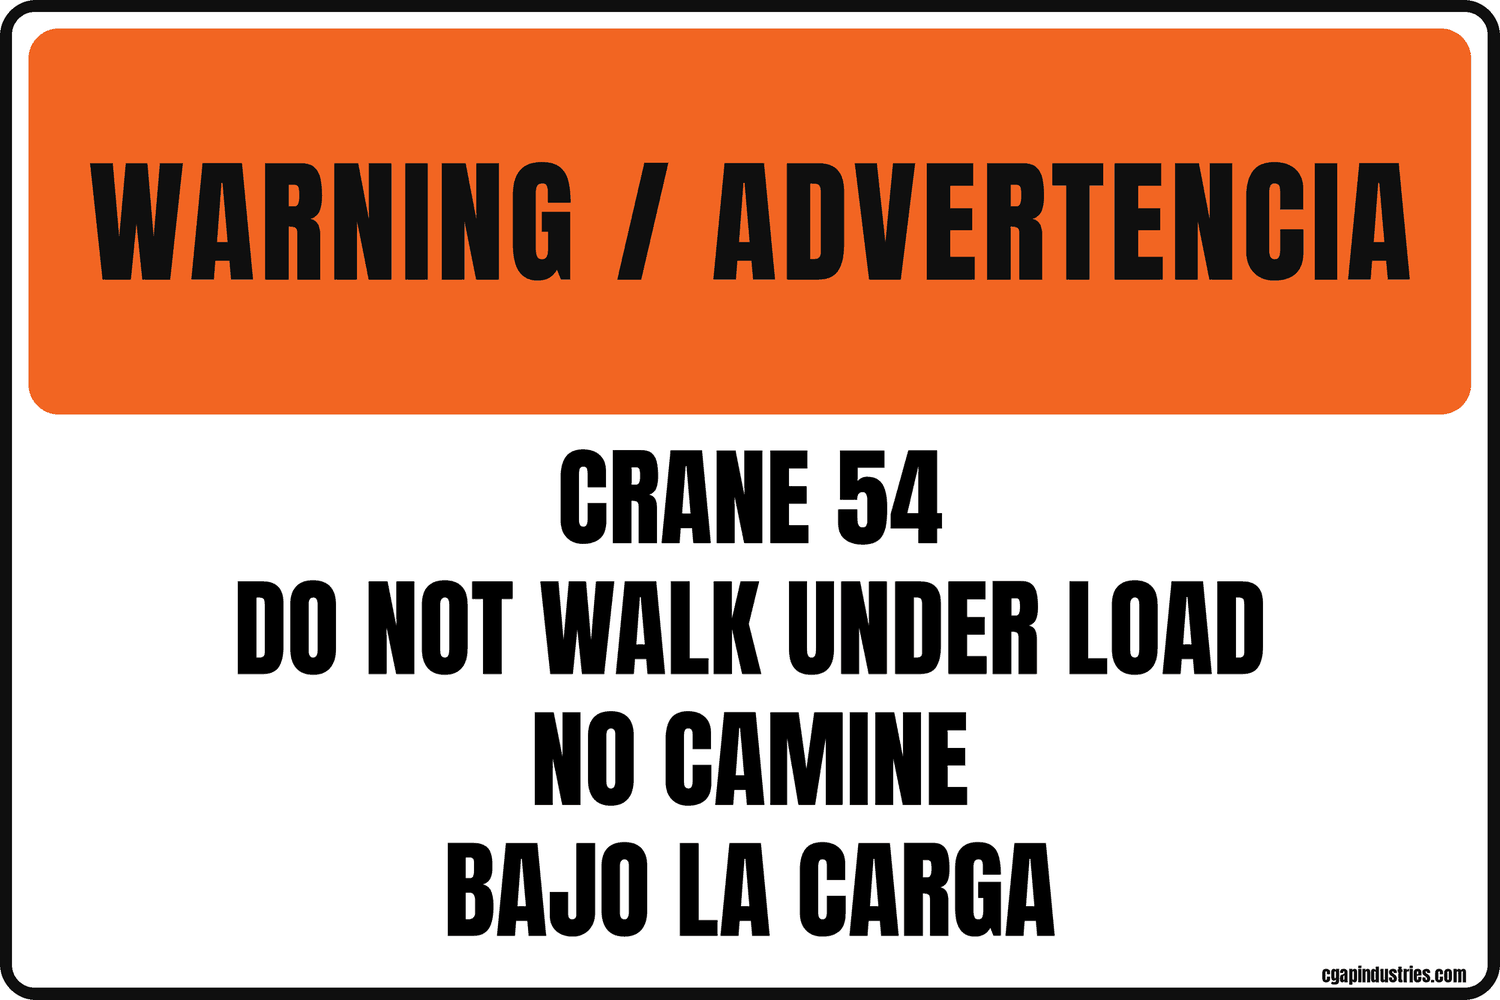 WARNING / ADVERTENCIA
CRANE 54
DO NOT WALK UNDER LOAD
NO CAMINE
BAJO LA CARGA
cgapindustries.com